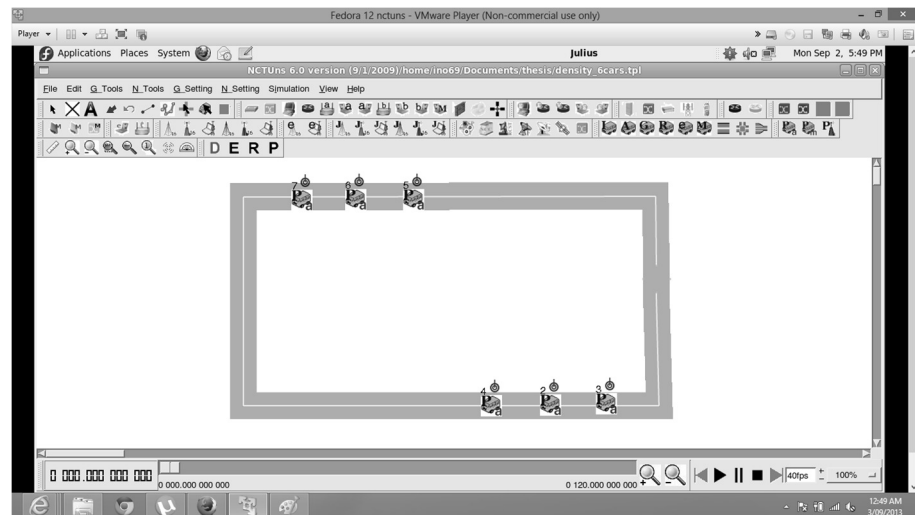 Fedora 12 nctuns - VMware Player (Non-commercial use only)
Player
Applications Places System Julius Mon Sep 2, 5:49 PM
NCTUns 6.0 version (9/1/2009)/home/ino69/Documents/thesis/density_6cars.tpl
File Edit G_Tools N_Tools G_Setting N_Setting Simulation View Help
D E R P
7 6 5
4 2 3
0 000.000 000 000
0 000.000 000 000 0 120.000 000 000
40fps 100%
12:49 AM
3/09/2013